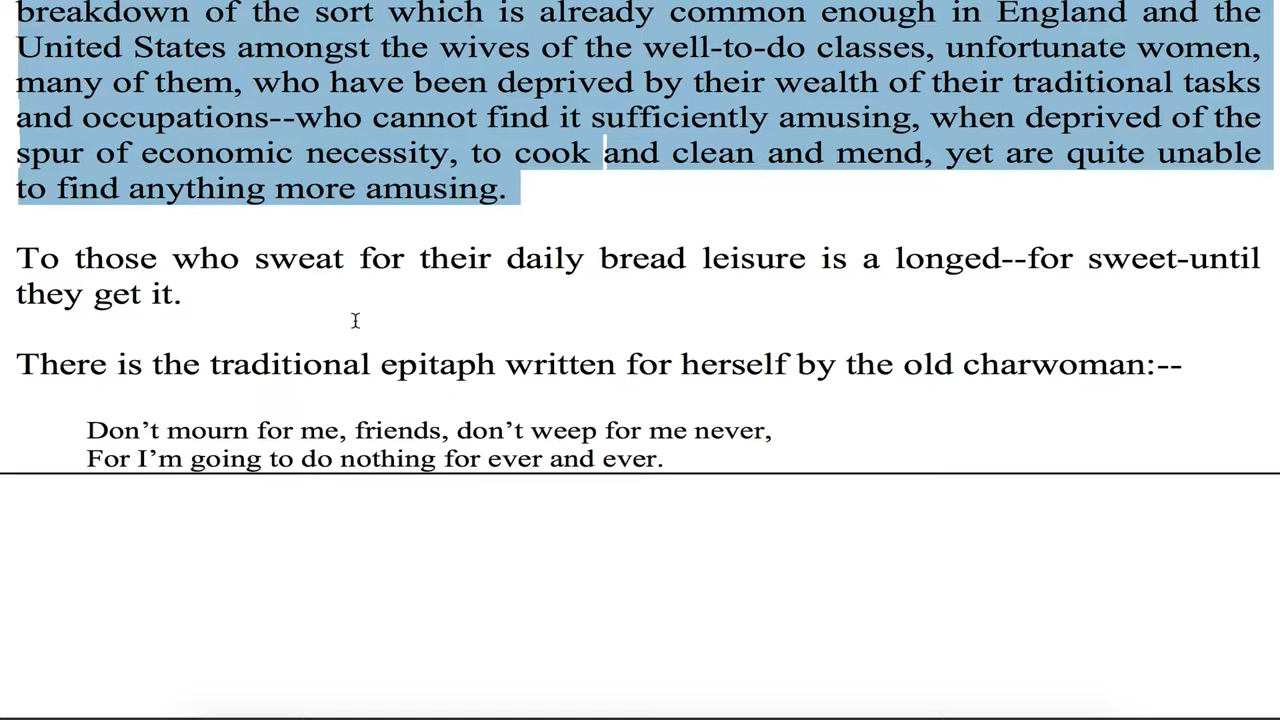 breakdown of the sort which is already common enough in England and the
United States amongst the wives of the well-to-do classes, unfortunate women,
many of them, who have been deprived by their wealth of their traditional tasks
and occupations--who cannot find it sufficiently amusing, when deprived of the
spur of economic necessity, to cook and clean and mend, yet are quite unable
to find anything more amusing.
To those who sweat for their daily bread leisure is a longed--for sweet-until
they get it.
There is the traditional epitaph written for herself by the old charwoman:--
Don’t mourn for me, friends, don’t weep for me never,
For I’m going to do nothing for ever and ever.